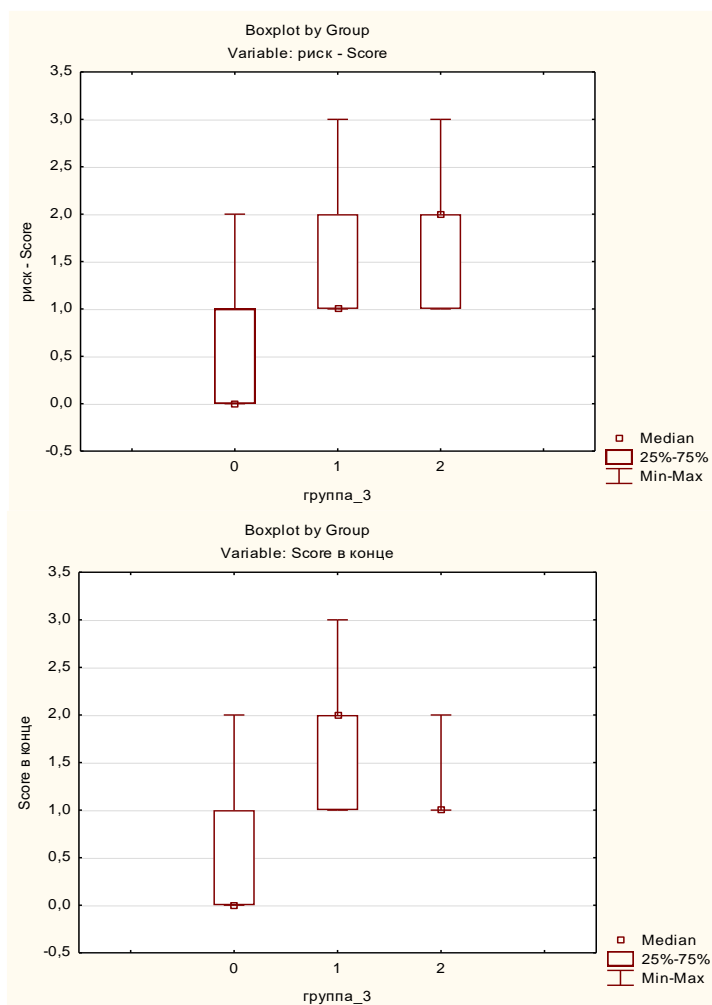 Boxplot by Group
Variable: риск - Score
3,5
3,0
2,5
2,0
1,5
1,0
0,5
0,0
-0,5
риск - Score
0 1 2
группа_3
Median
25%-75%
Min-Max
Boxplot by Group
Variable: Score в конце
3,5
3,0
2,5
2,0
1,5
1,0
0,5
0,0
-0,5
Score в конце
0 1 2
группа_3
Median
25%-75%
Min-Max